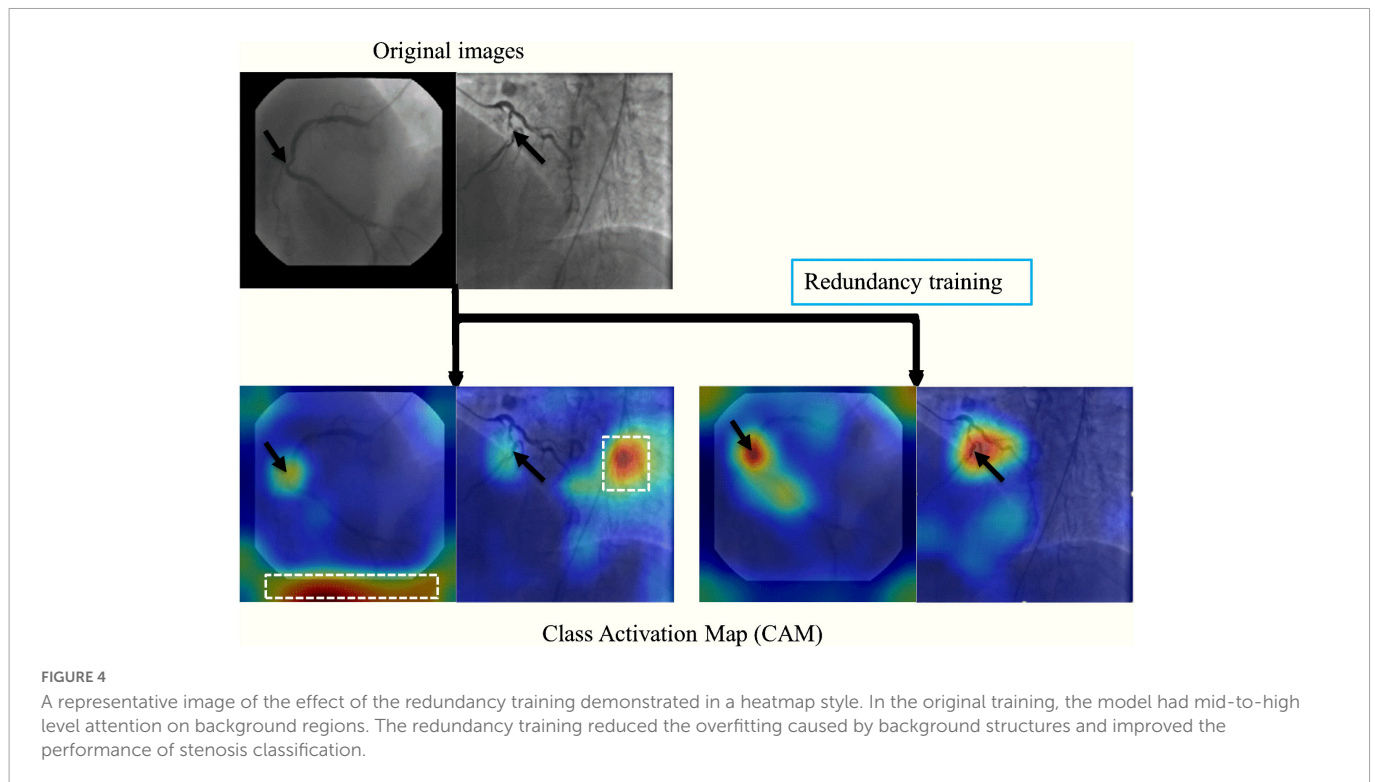 Original images
Redundancy training
Class Activation Map (CAM)
FIGURE 4
A representative image of the effect of the redundancy training demonstrated in a heatmap style. In the original training, the model had mid-to-high
level attention on background regions. The redundancy training reduced the overfitting caused by background structures and improved the
performance of stenosis classification.